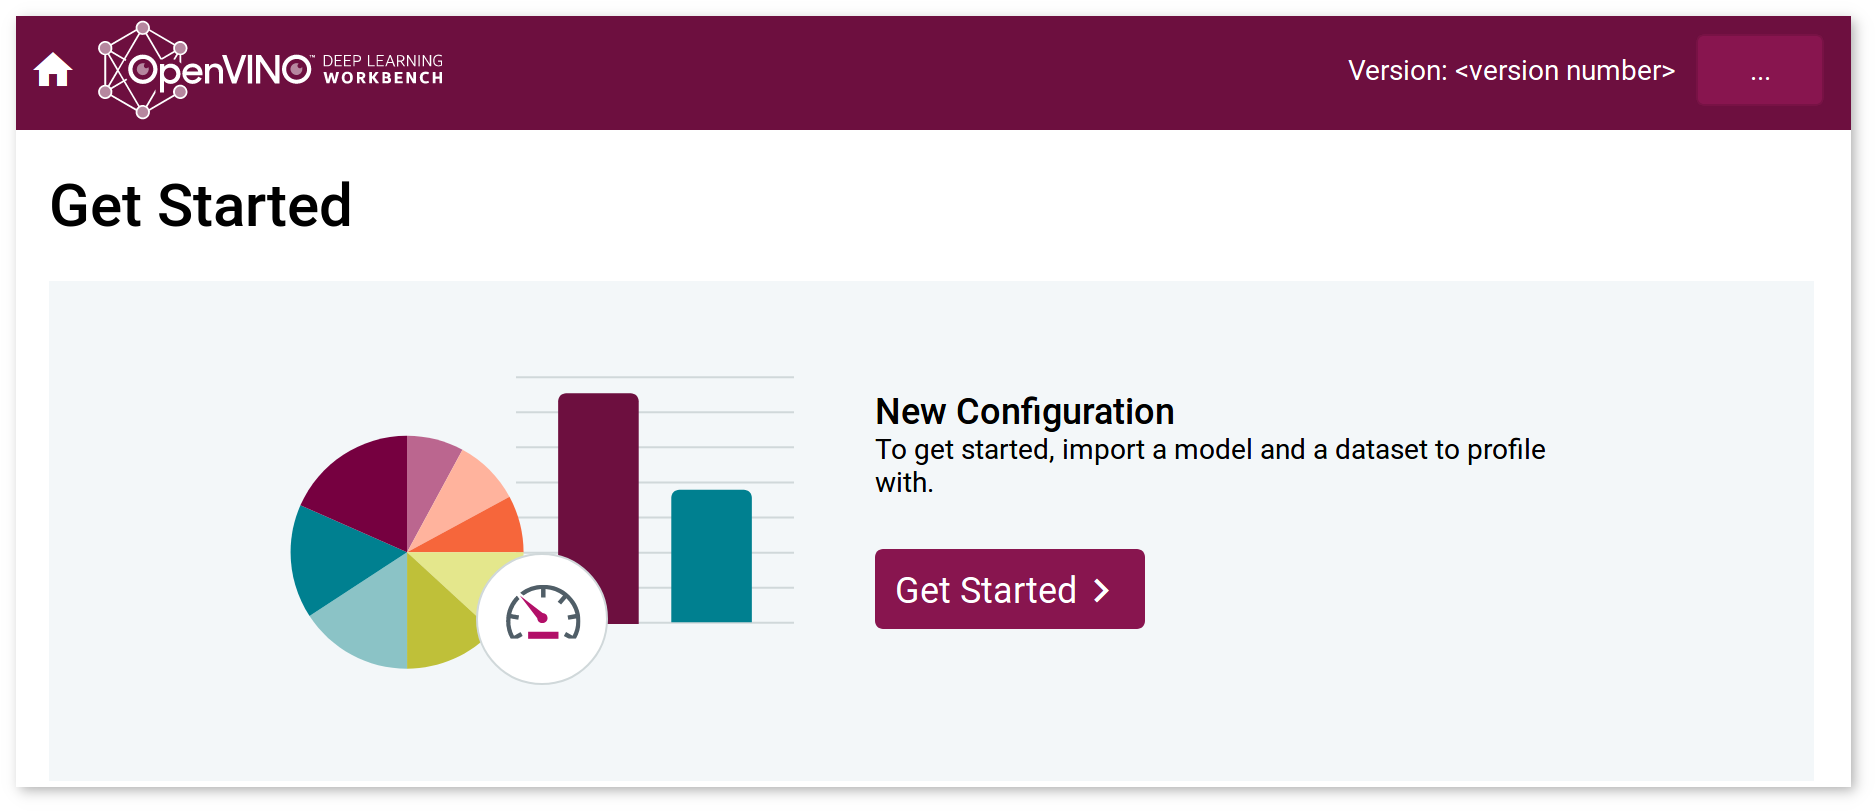 OpenVINO™ DEEP LEARNING
WORKBENCH
Version: <version number>
...
Get Started
New Configuration
To get started, import a model and a dataset to profile
with.
Get Started